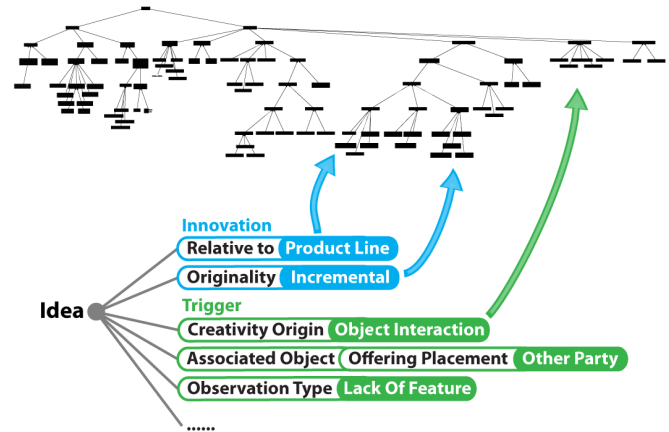 Innovation
Relative to Product Line
Originality Incremental
Idea
Trigger
Creativity Origin Object Interaction
Associated Object Offering Placement Other Party
Observation Type Lack Of Feature
......